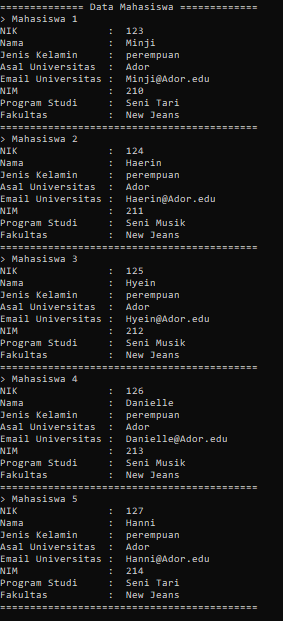 ============== Data Mahasiswa =============
> Mahasiswa 1
NIK : 123
Nama : Minji
Jenis Kelamin : perempuan
Asal Universitas : Ador
Email Universitas : Minji@Ador.edu
NIM : 210
Program Studi : Seni Tari
Fakultas : New Jeans
===========================================
> Mahasiswa 2
NIK : 124
Nama : Haerin
Jenis Kelamin : perempuan
Asal Universitas : Ador
Email Universitas : Haerin@Ador.edu
NIM : 211
Program Studi : Seni Musik
Fakultas : New Jeans
===========================================
> Mahasiswa 3
NIK : 125
Nama : Hyein
Jenis Kelamin : perempuan
Asal Universitas : Ador
Email Universitas : Hyein@Ador.edu
NIM : 212
Program Studi : Seni Musik
Fakultas : New Jeans
===========================================
> Mahasiswa 4
NIK : 126
Nama : Danielle
Jenis Kelamin : perempuan
Asal Universitas : Ador
Email Universitas : Danielle@Ador.edu
NIM : 213
Program Studi : Seni Musik
Fakultas : New Jeans
===========================================
> Mahasiswa 5
NIK : 127
Nama : Hanni
Jenis Kelamin : perempuan
Asal Universitas : Ador
Email Universitas : Hanni@Ador.edu
NIM : 214
Program Studi : Seni Tari
Fakultas : New Jeans
===========================================